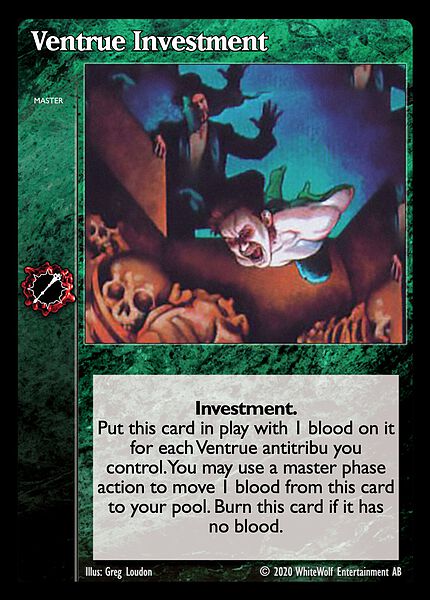 Ventrue Investment
MASTER
Investment.
Put this card in play with 1 blood on it
for each Ventrue antitribu you
control.You may use a master phase
action to move 1 blood from this card
to your pool. Burn this card if it has
no blood.
Illus: Greg Loudon
© 2020 WhiteWolf Entertainment AB